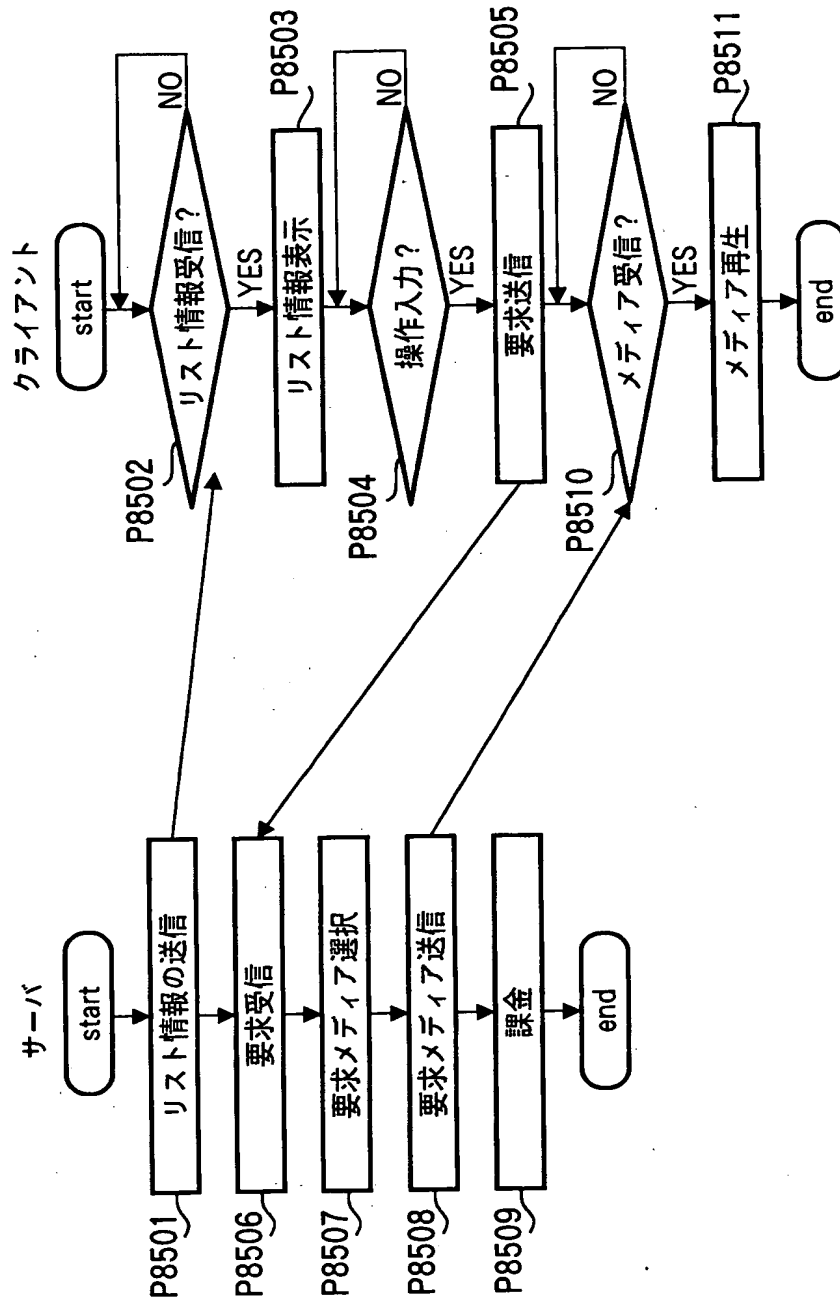 サーバ
start
P8501
リスト情報の送信
P8506
要求受信
P8507
要求メディア選択
P8508
要求メディア送信
P8509
課金
end
クライアント
start
P8502
リスト情報受信?
NO
YES
P8503
リスト情報表示
P8504
操作入力?
NO
YES
P8505
要求送信
P8510
メディア受信?
NO
YES
P8511
メディア再生
end